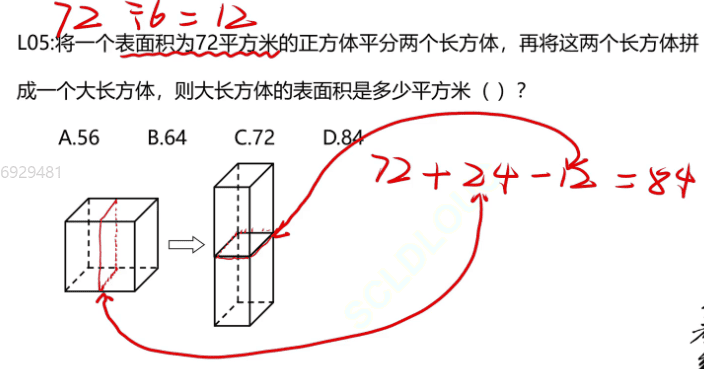 72 ÷6 = 12
L05:将一个表面积为72平方米的正方体平分两个长方体，再将这两个长方体拼
成一个大长方体，则大长方体的表面积是多少平方米（ ）？
A.56 B.64 C.72 D.84
72+24-12=84
6929481